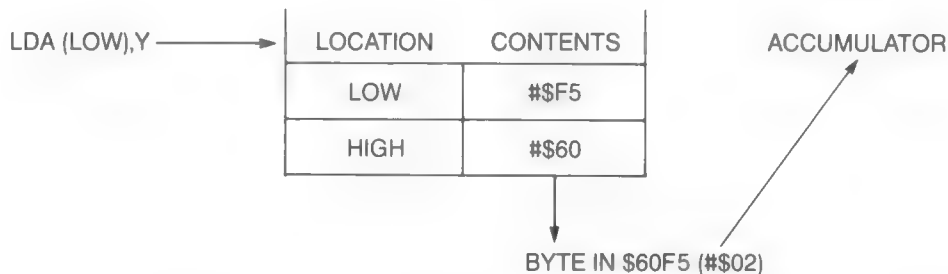 LDA (LOW),Y
LOCATION CONTENTS
ACCUMULATOR
LOW #$F5
HIGH #$60
BYTE IN $60F5 (#$02)